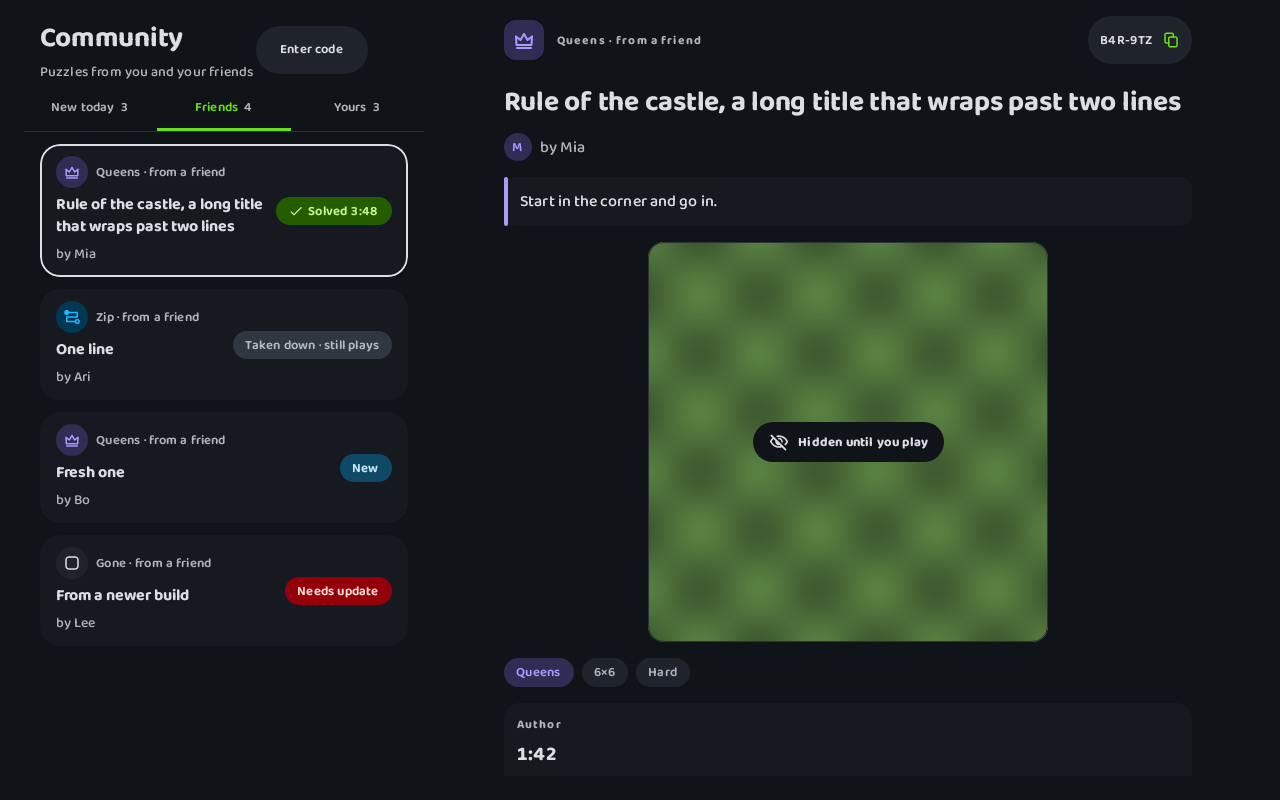 Community
Enter code
Puzzles from you and your friends
New today 3
Friends 4
Yours 3
Queens · from a friend
Rule of the castle, a long title
that wraps past two lines
Solved 3:48
by Mia
Zip · from a friend
One line
Taken down · still plays
by Ari
Queens · from a friend
Fresh one
New
by Bo
Gone · from a friend
From a newer build
Needs update
by Lee
Queens · from a friend
B4R-9TZ
Rule of the castle, a long title that wraps past two lines
M by Mia
Start in the corner and go in.
Hidden until you play
Queens
6×6
Hard
Author
1:42